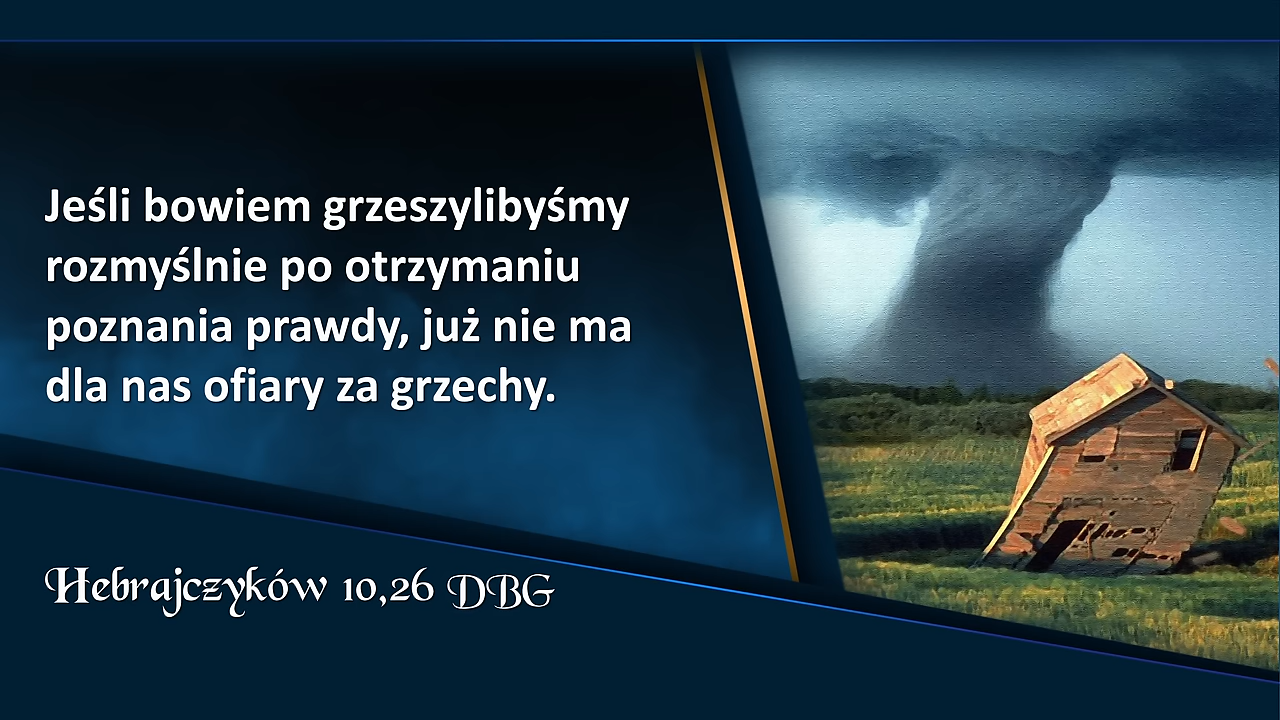 Jeśli bowiem grzeszylibyśmy
rozmyślnie po otrzymaniu
poznania prawdy, już nie ma
dla nas ofiary za grzechy.
Hebrajczyków 10,26 DBG